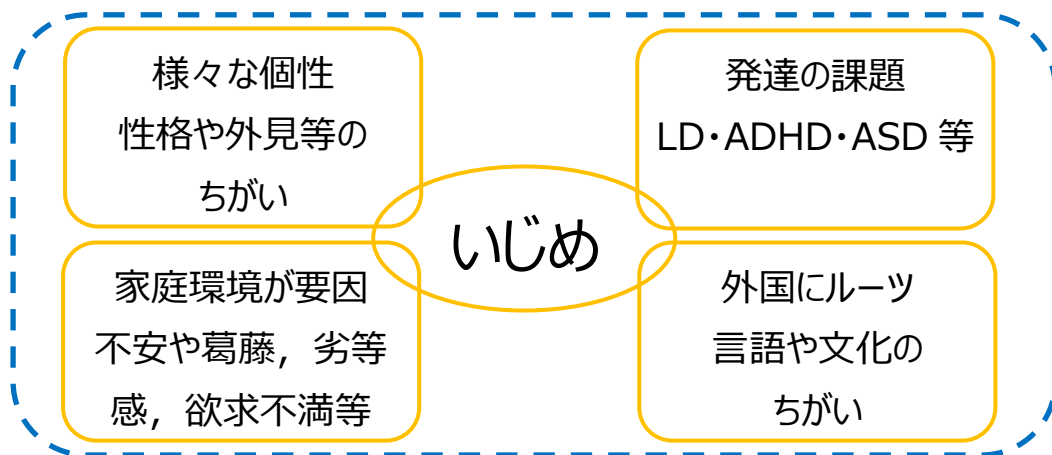 様々な個性
性格や外見等の
ちがい
発達の課題
LD・ADHD・ASD 等
いじめ
家庭環境が要因
不安や葛藤，劣等
感，欲求不満等
外国にルーツ
言語や文化の
ちがい